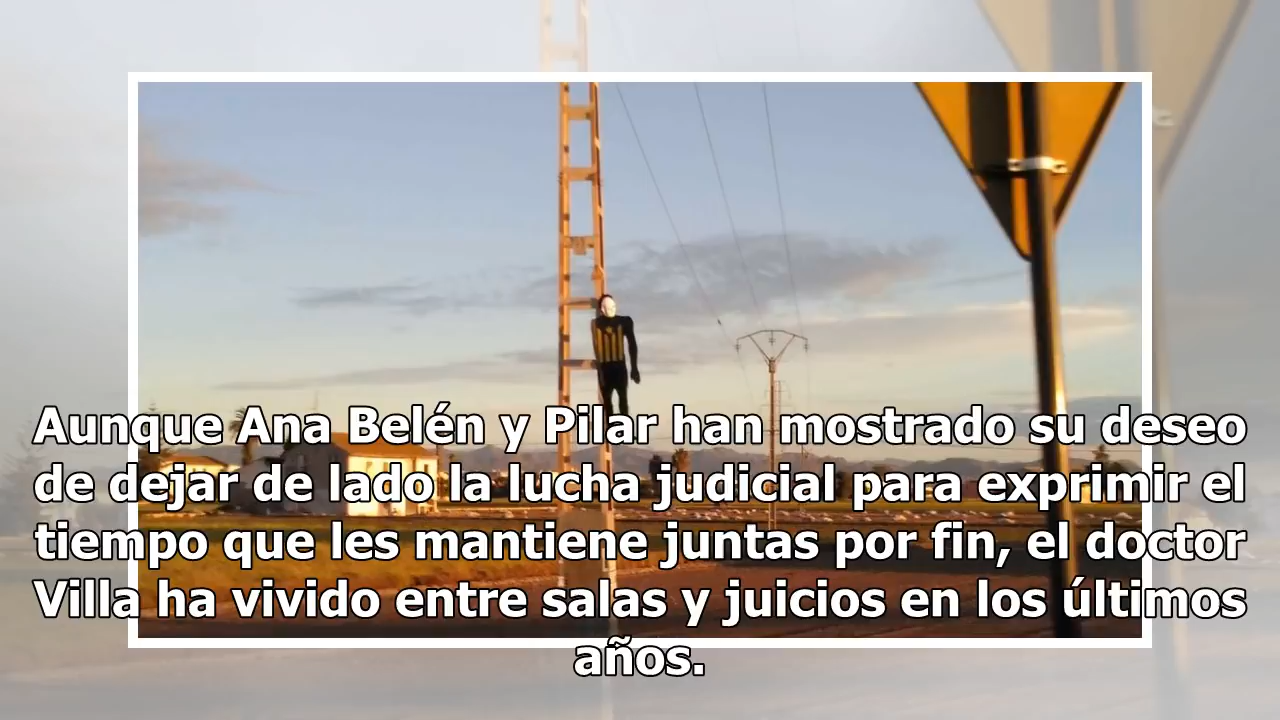 Aunque Ana Belén y Pilar han mostrado su deseo
de dejar de lado la lucha judicial para exprimir el
tiempo que les mantiene juntas por fin, el doctor
Villa ha vivido entre salas y juicios en los últimos
años.